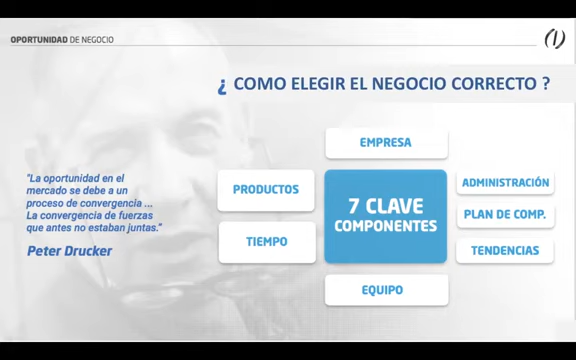 OPORTUNIDAD DE NEGOCIO
¿ COMO ELEGIR EL NEGOCIO CORRECTO ?
"La oportunidad en el
mercado se debe a un
proceso de convergencia ...
La convergencia de fuerzas
que antes no estaban juntas."
Peter Drucker
EMPRESA
PRODUCTOS
TIEMPO
7 CLAVE
COMPONENTES
ADMINISTRACIÓN
PLAN DE COMP.
TENDENCIAS
EQUIPO